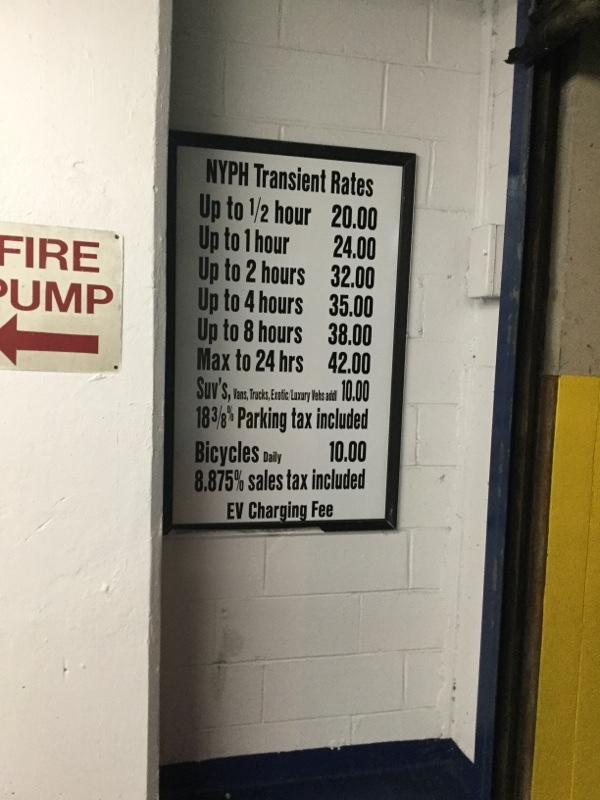 FIRE
PUMP
NYPH Transient Rates
Up to 1/2 hour 20.00
Up to 1 hour 24.00
Up to 2 hours 32.00
Up to 4 hours 35.00
Up to 8 hours 38.00
Max to 24 hrs 42.00
Suv's, Vans, Trucks, Exotic/Luxury Vehs addl 10.00
18 3/8% Parking tax included
Bicycles Daily 10.00
8.875% sales tax included
EV Charging Fee